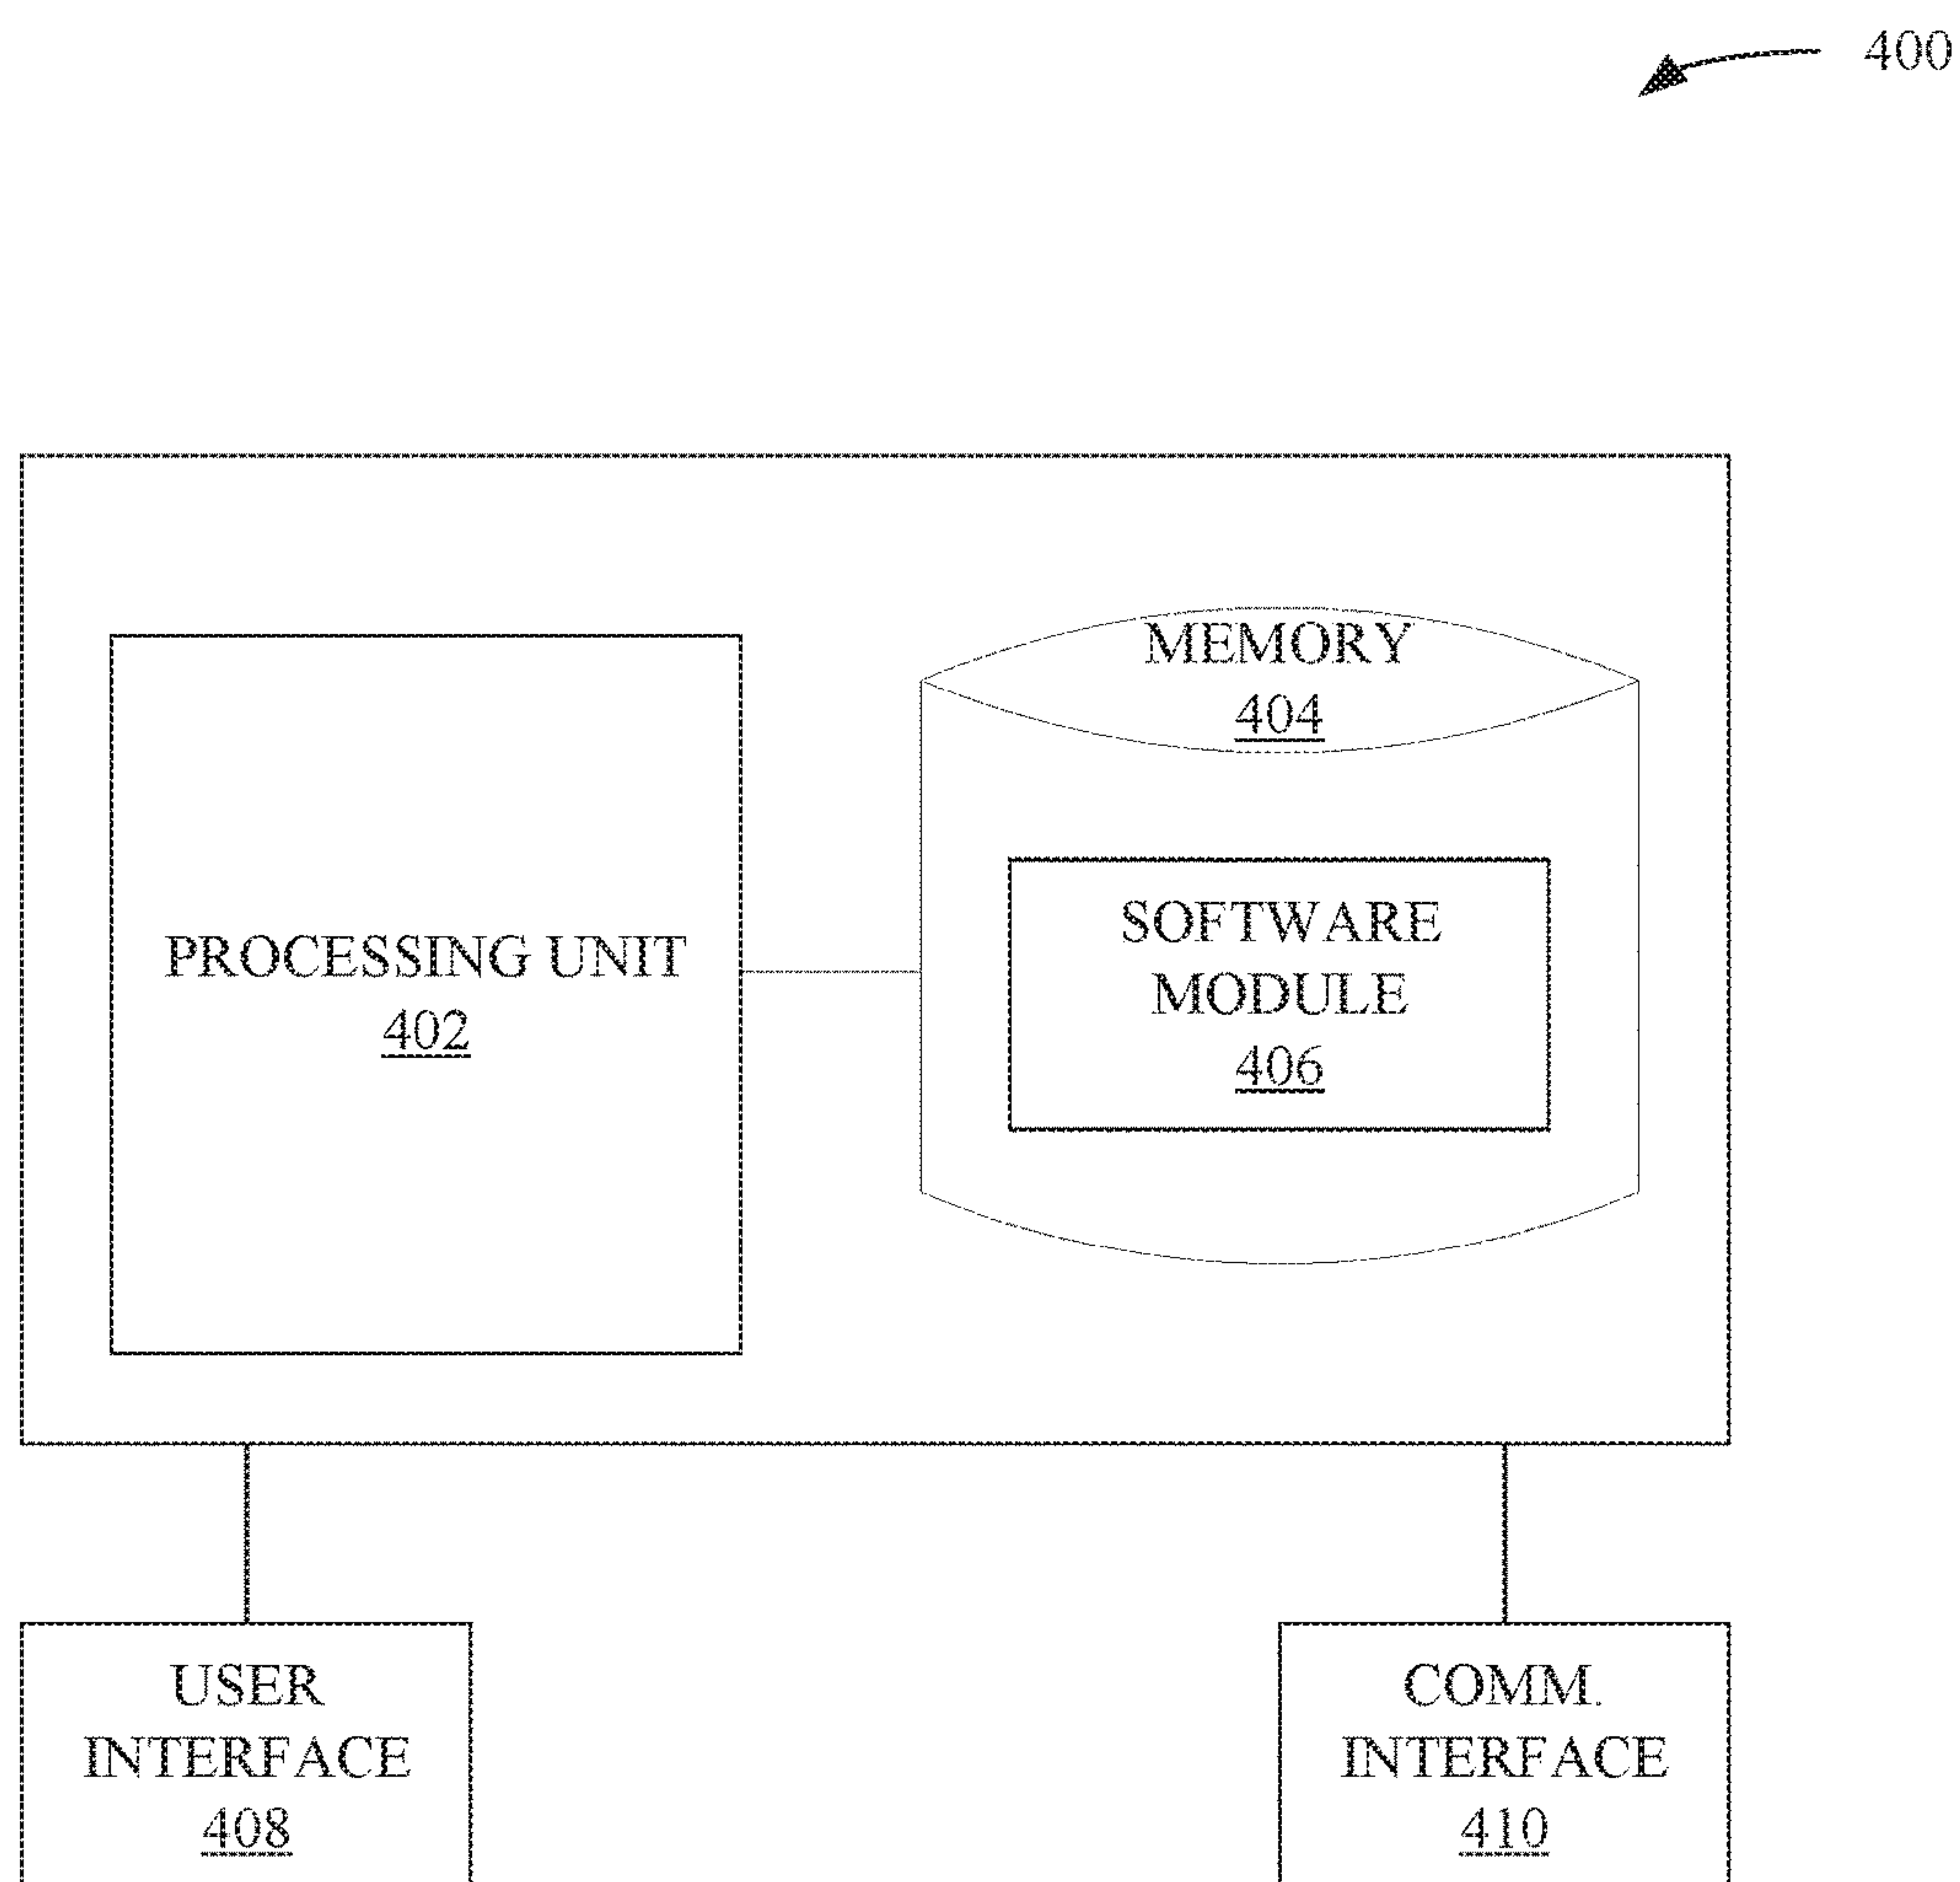 400
MEMORY
404
PROCESSING UNIT
402
SOFTWARE
MODULE
406
USER
INTERFACE
408
COMM.
INTERFACE
410